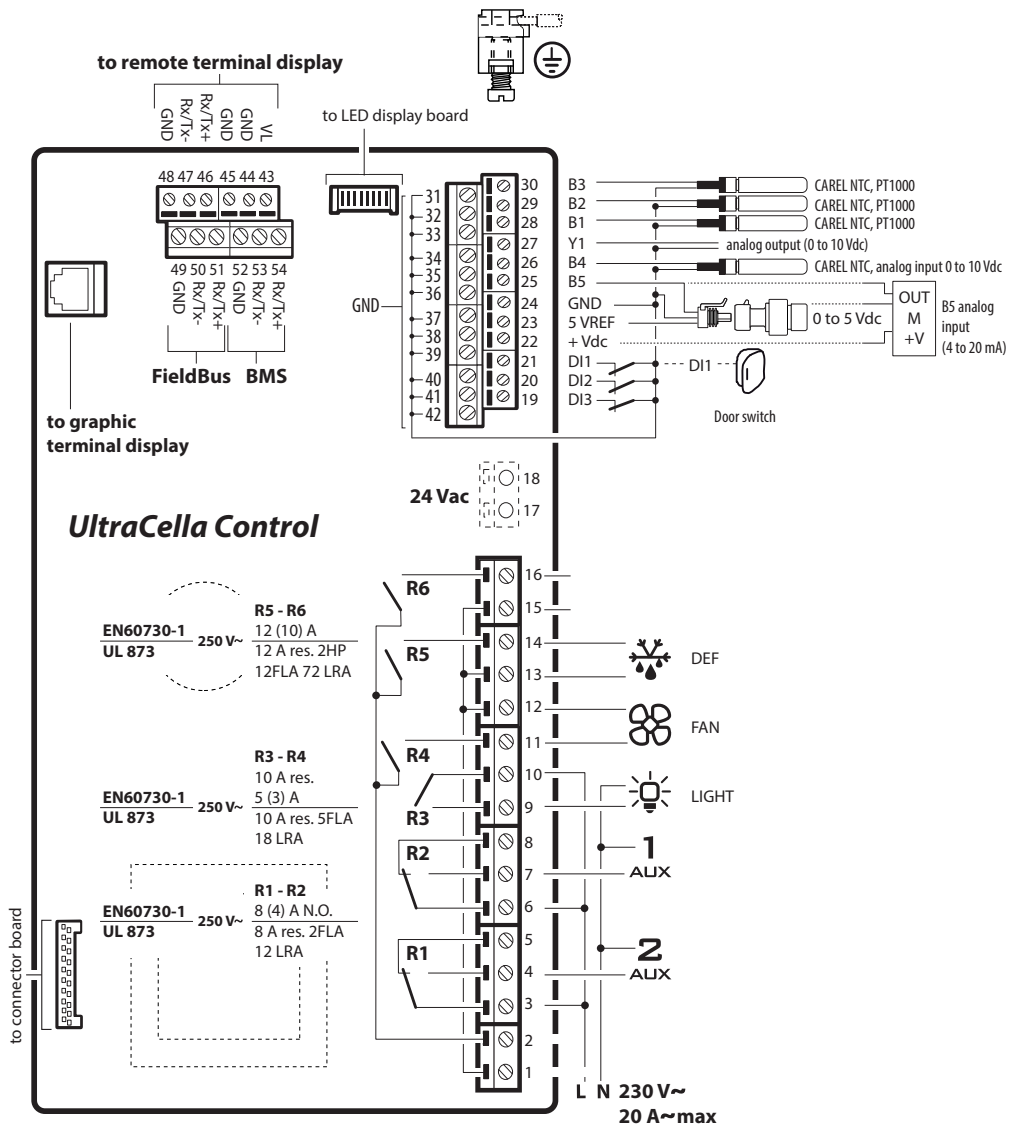 to remote terminal display
GND
Rx/Tx-
Rx/Tx+
GND
GND
VL
to LED display board
48 47 46 45 44 43
49 50 51 52 53 54
GND
Rx/Tx-
Rx/Tx+
GND
Rx/Tx-
Rx/Tx+
FieldBus BMS
to graphic
terminal display
GND
31
32
33
34
35
36
37
38
39
40
41
42
30
29
28
27
26
25
24
23
22
21
20
19
B3
B2
B1
Y1
B4
B5
GND
5 VREF
+ Vdc
DI1
DI2
DI3
CAREL NTC, PT1000
CAREL NTC, PT1000
CAREL NTC, PT1000
analog output (0 to 10 Vdc)
CAREL NTC, analog input 0 to 10 Vdc
0 to 5 Vdc
OUT
M
+V
B5 analog
input
(4 to 20 mA)
DI1
Door switch
24 Vac
18
17
UltraCella Control
R6
R5
R4
R3
R2
R1
16
15
14
13
12
11
10
9
8
7
6
5
4
3
2
1
EN60730-1
UL 873
250 V~
R5 - R6
12 (10) A
12 A res. 2HP
12FLA 72 LRA
EN60730-1
UL 873
250 V~
R3 - R4
10 A res.
5 (3) A
10 A res. 5FLA
18 LRA
EN60730-1
UL 873
250 V~
R1 - R2
8 (4) A N.O.
8 A res. 2FLA
12 LRA
to connector board
DEF
FAN
LIGHT
1
AUX
2
AUX
L N 230 V~
20 A~max